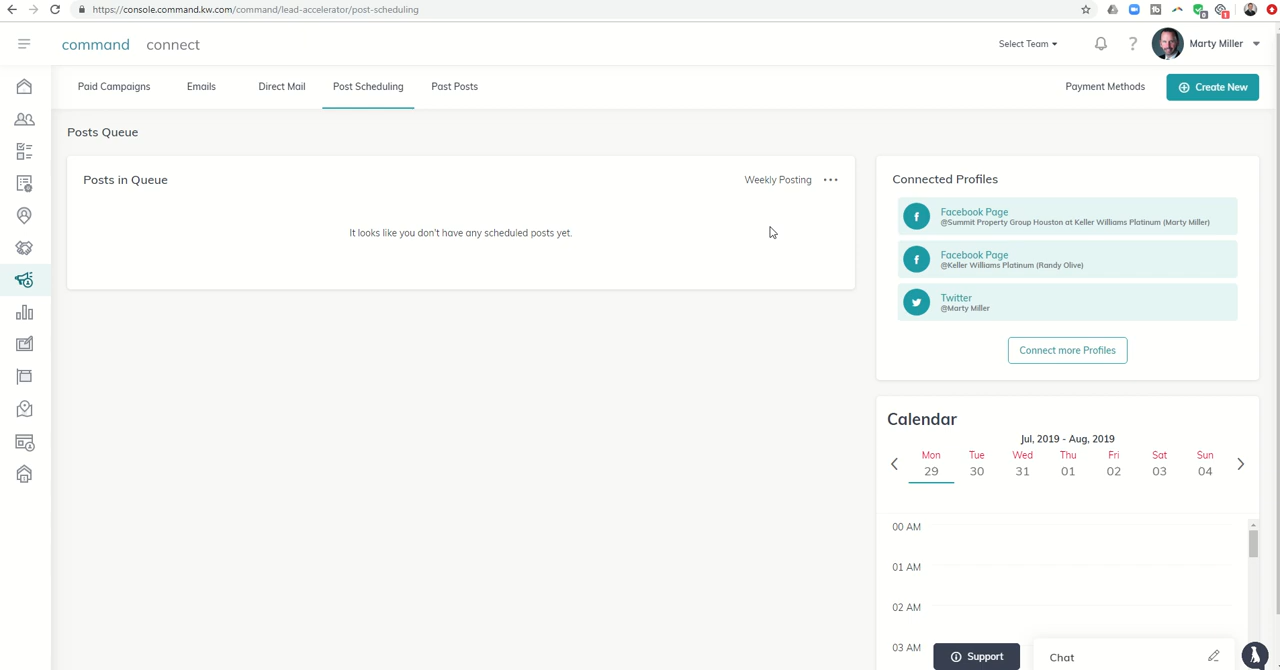 https://console.command.kw.com/command/lead-accelerator/post-scheduling
command connect
Select Team
Marty Miller
Paid Campaigns Emails Direct Mail Post Scheduling Past Posts
Payment Methods
Create New
Posts Queue
Posts in Queue
Weekly Posting
It looks like you don't have any scheduled posts yet.
Connected Profiles
Facebook Page
@Summit Property Group Houston at Keller Williams Platinum (Marty Miller)
Facebook Page
@Keller Williams Platinum (Randy Olive)
Twitter
@Marty Miller
Connect more Profiles
Calendar
Jul, 2019 - Aug, 2019
Mon Tue Wed Thu Fri Sat Sun
29 30 31 01 02 03 04
00 AM
01 AM
02 AM
03 AM
Support
Chat